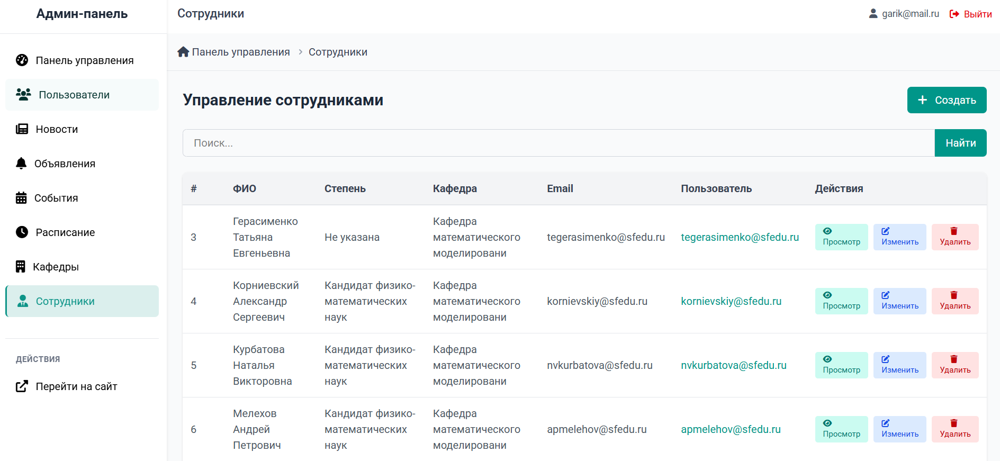 Админ-панель
Сотрудники
garik@mail.ru
Выйти
Панель управления
Пользователи
Новости
Объявления
События
Расписание
Кафедры
Сотрудники
ДЕЙСТВИЯ
Перейти на сайт
Панель управления > Сотрудники
Управление сотрудниками
+ Создать
Поиск...
Найти
# ФИО Степень Кафедра Email Пользователь Действия
3
Герасименко
Татьяна
Евгеньевна
Не указана
Кафедра
математического
моделировани
tegerasimenko@sfedu.ru
tegerasimenko@sfedu.ru
Просмотр
Изменить
Удалить
4
Корниевский
Александр
Сергеевич
Кандидат физико-
математических
наук
Кафедра
математического
моделировани
kornievskiy@sfedu.ru
kornievskiy@sfedu.ru
Просмотр
Изменить
Удалить
5
Курбатова
Наталья
Викторовна
Кандидат физико-
математических
наук
Кафедра
математического
моделировани
nvkurbatova@sfedu.ru
nvkurbatova@sfedu.ru
Просмотр
Изменить
Удалить
6
Мелехов
Андрей
Петрович
Кандидат физико-
математических
наук
Кафедра
математического
моделировани
apmelehov@sfedu.ru
apmelehov@sfedu.ru
Просмотр
Изменить
Удалить